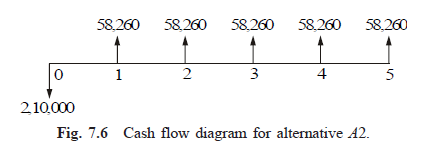 58,260 58,260 58,260 58,260 58,260
0 1 2 3 4 5
2,10,000
Fig. 7.6 Cash flow diagram for alternative A2.